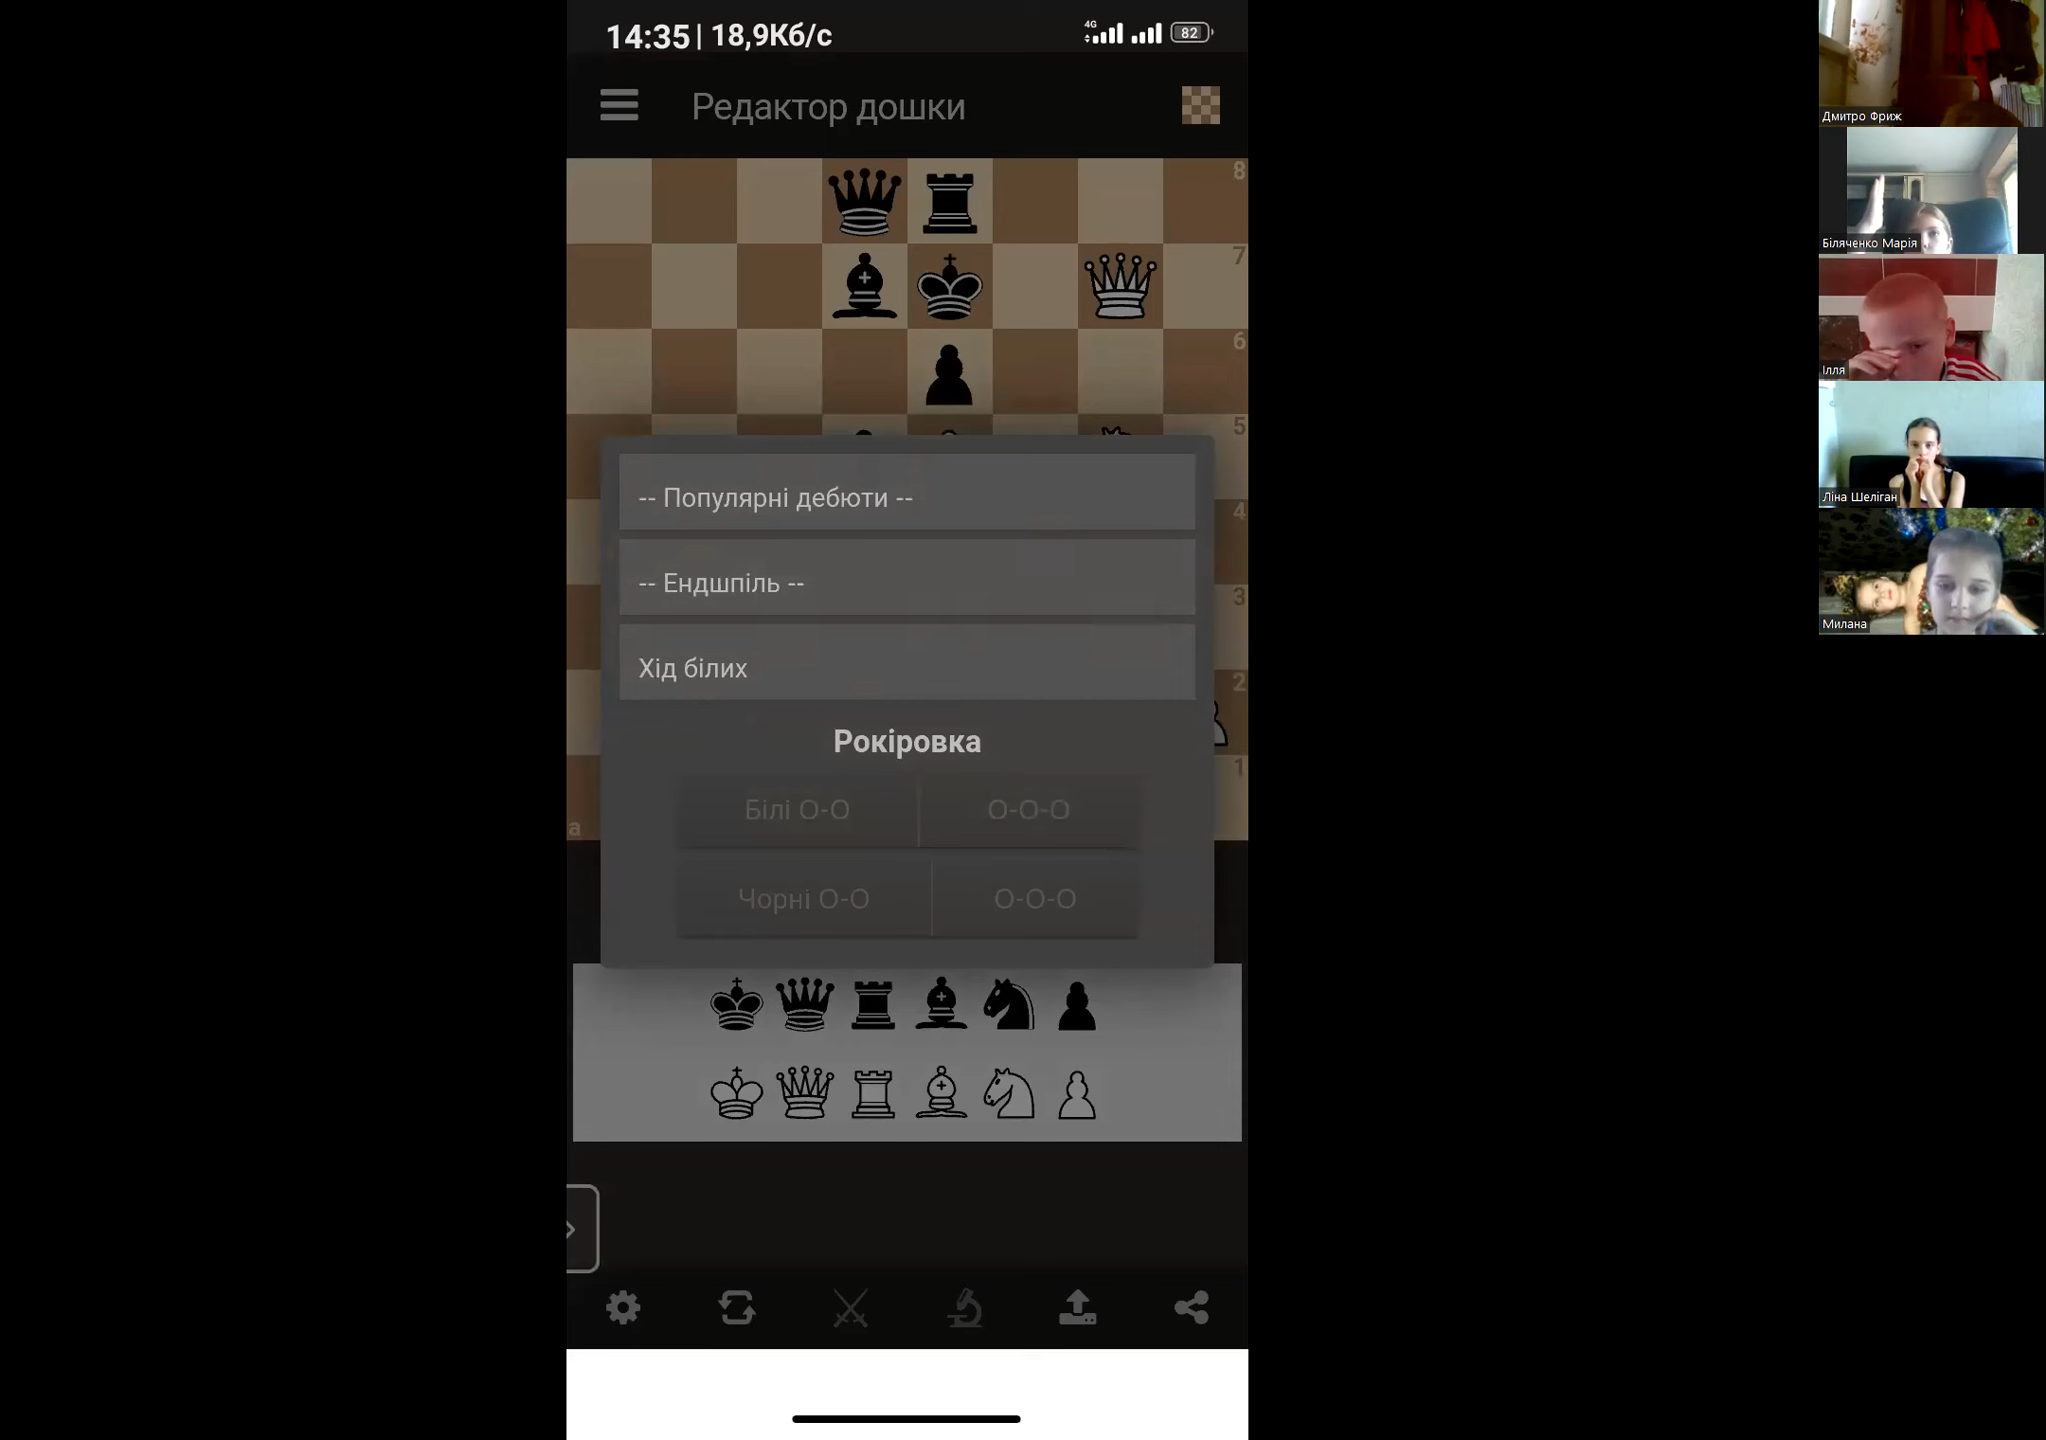 14:35 | 18,9Кб/с
4G
82
Редактор дошки
8
7
6
5
4
3
2
1
a
-- Популярні дебюти --
-- Ендшпіль --
Хід білих
Рокіровка
Білі O-O
O-O-O
Чорні O-O
O-O-O
Дмитро Фриж
Біляченко Марія
Ілля
Ліна Шеліган
Милана